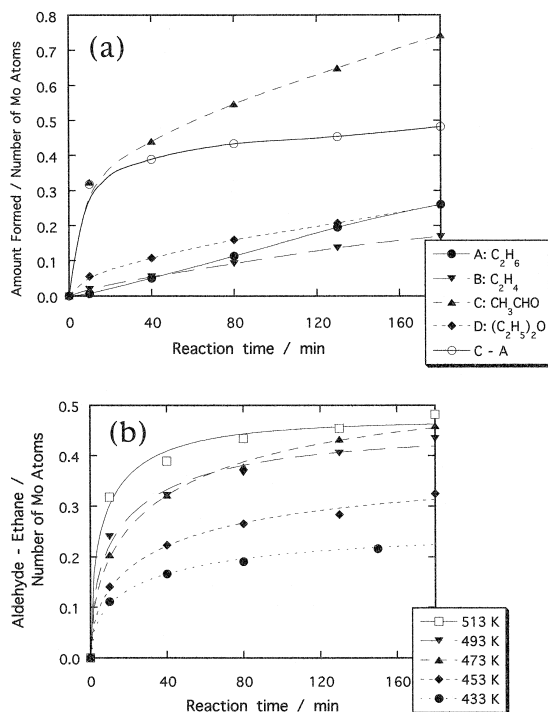 (a)
Amount Formed / Number of Mo Atoms
0.8
0.7
0.6
0.5
0.4
0.3
0.2
0.1
0.0
0 40 80 120 160
Reaction time / min
A: C₂H₆
B: C₂H₄
C: CH₃CHO
D: (C₂H₅)₂O
C - A
(b)
Aldehyde - Ethane /
Number of Mo Atoms
0.5
0.4
0.3
0.2
0.1
0.0
0 40 80 120 160
Reaction time / min
513 K
493 K
473 K
453 K
433 K